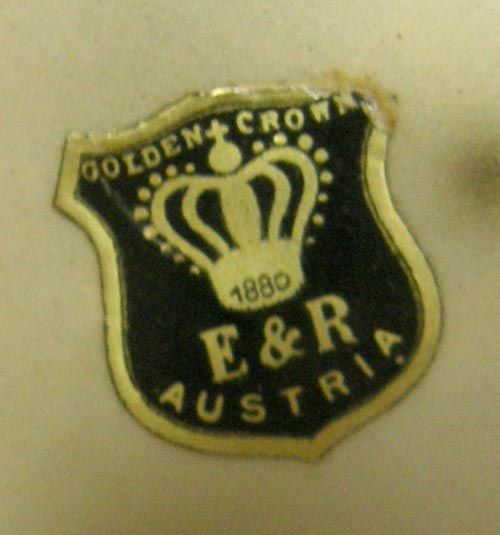 GOLDEN CROWN
1880
E & R
AUSTRIA